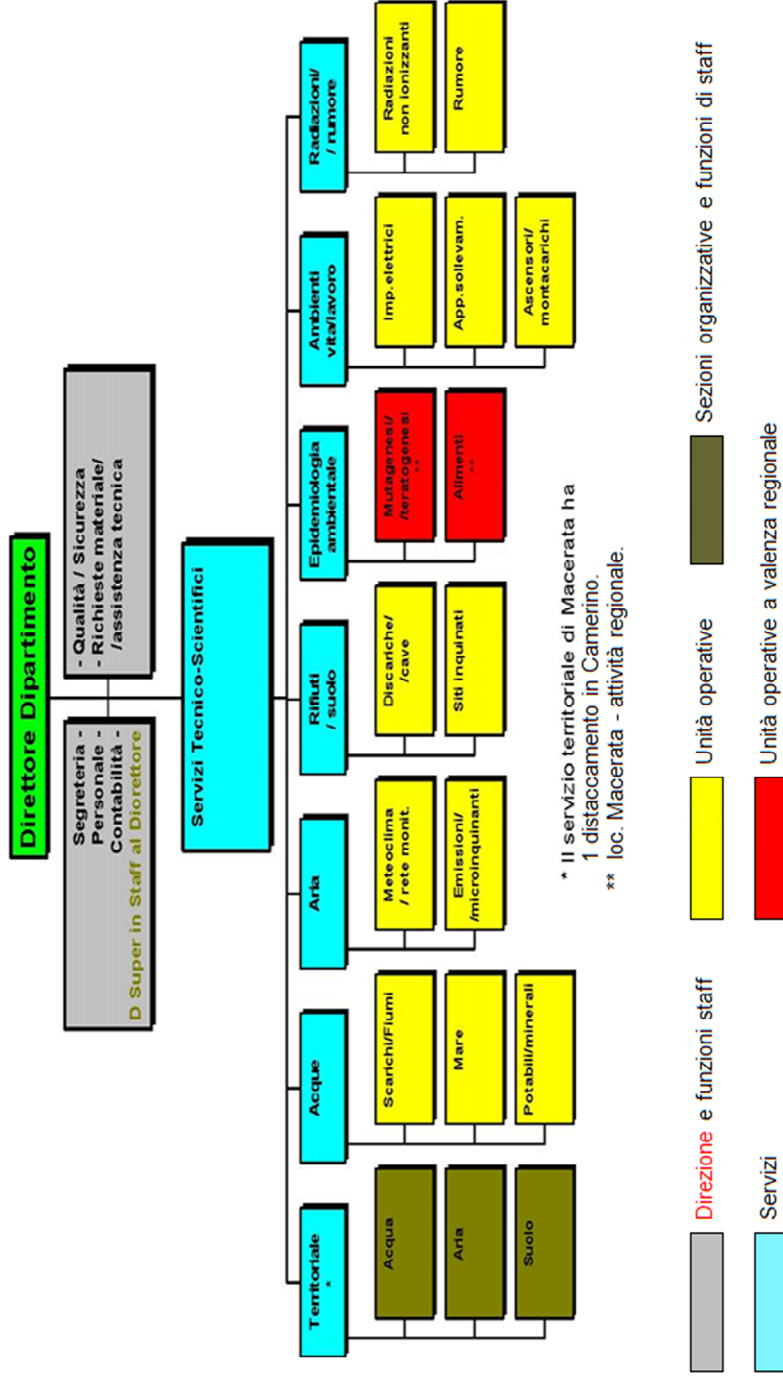 Direttore Dipartimento
Segreteria -
Personale -
Contabilità -
D Super in Staff al Diorettore
- Qualità / Sicurezza
- Richieste materiale/
/assistenza tecnica
Servizi Tecnico-Scientifici
Territoriale
*
Acqua
Aria
Suolo
Acque
Scarichi/Fiumi
Mare
Potabili/minerali
Aria
Meteoclima
/ rete monit.
Emissioni/
/microinquinanti
Rifiuti
/ suolo
Discariche/
/cave
Siti inquinati
Epidemiologia
ambientale
Mutagenesi/
/teratogenesi
**
Alimenti
**
Ambienti
vita/lavoro
Imp.elettrici
App.sollevam.
Ascensori/
montacarichi
Radiazioni/
/ rumore
Radiazioni
non ionizzanti
Rumore
* Il servizio territoriale di Macerata ha
1 distaccamento in Camerino.
** loc. Macerata - attività regionale.
Direzione e funzioni staff
Unità operative
Sezioni organizzative e funzioni di staff
Servizi
Unità operative a valenza regionale